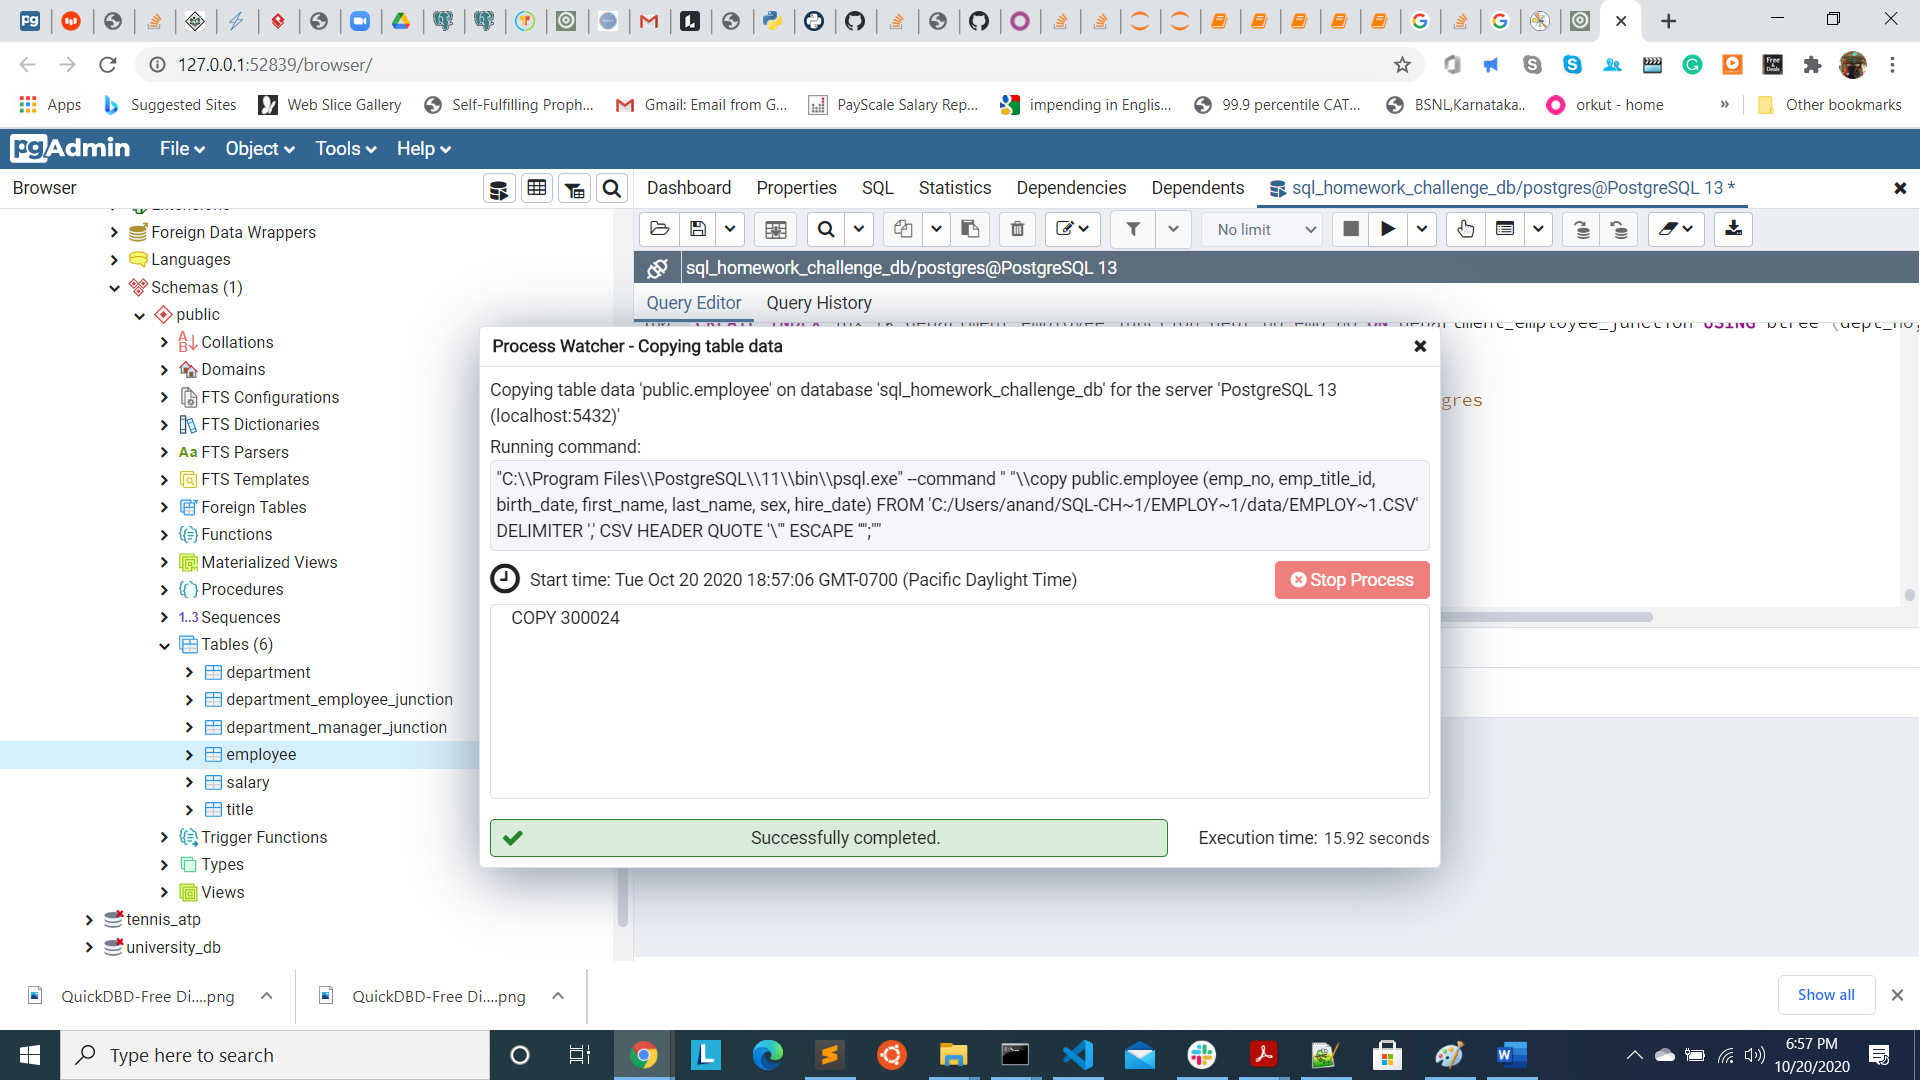 127.0.0.1:52839/browser/
Apps
Suggested Sites
Web Slice Gallery
Self-Fulfilling Proph...
Gmail: Email from G...
PayScale Salary Rep...
impending in Englis...
99.9 percentile CAT...
BSNL,Karnataka..
orkut - home
»
Other bookmarks
pgAdmin
File
Object
Tools
Help
Browser
Dashboard
Properties
SQL
Statistics
Dependencies
Dependents
sql_homework_challenge_db/postgres@PostgreSQL 13 *
No limit
sql_homework_challenge_db/postgres@PostgreSQL 13
Query Editor
Query History
Foreign Data Wrappers
Languages
Schemas (1)
public
Collations
Domains
FTS Configurations
FTS Dictionaries
Aa FTS Parsers
FTS Templates
Foreign Tables
Functions
Materialized Views
Procedures
1..3 Sequences
Tables (6)
department
department_employee_junction
department_manager_junction
employee
salary
title
Trigger Functions
Types
Views
tennis_atp
university_db
gres
Process Watcher - Copying table data
Copying table data 'public.employee' on database 'sql_homework_challenge_db' for the server 'PostgreSQL 13
(localhost:5432)'
Running command:
"C:\\Program Files\\PostgreSQL\\11\\bin\\psql.exe" --command " "\\copy public.employee (emp_no, emp_title_id,
birth_date, first_name, last_name, sex, hire_date) FROM 'C:/Users/anand/SQL-CH~1/EMPLOY~1/data/EMPLOY~1.CSV'
DELIMITER ',' CSV HEADER QUOTE '\"' ESCAPE '"';""
Start time: Tue Oct 20 2020 18:57:06 GMT-0700 (Pacific Daylight Time)
Stop Process
COPY 300024
Successfully completed.
Execution time: 15.92 seconds
QuickDBD-Free Di....png
QuickDBD-Free Di....png
Show all
Type here to search
6:57 PM
10/20/2020